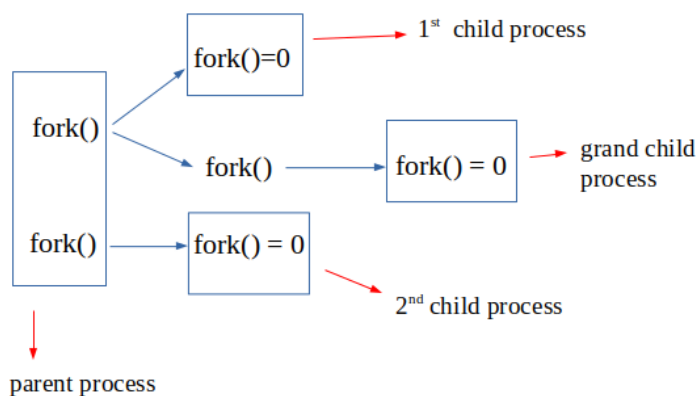 1st child process
fork()=0
fork()
fork()
fork() = 0
grand child
process
fork()
fork() = 0
2nd child process
parent process